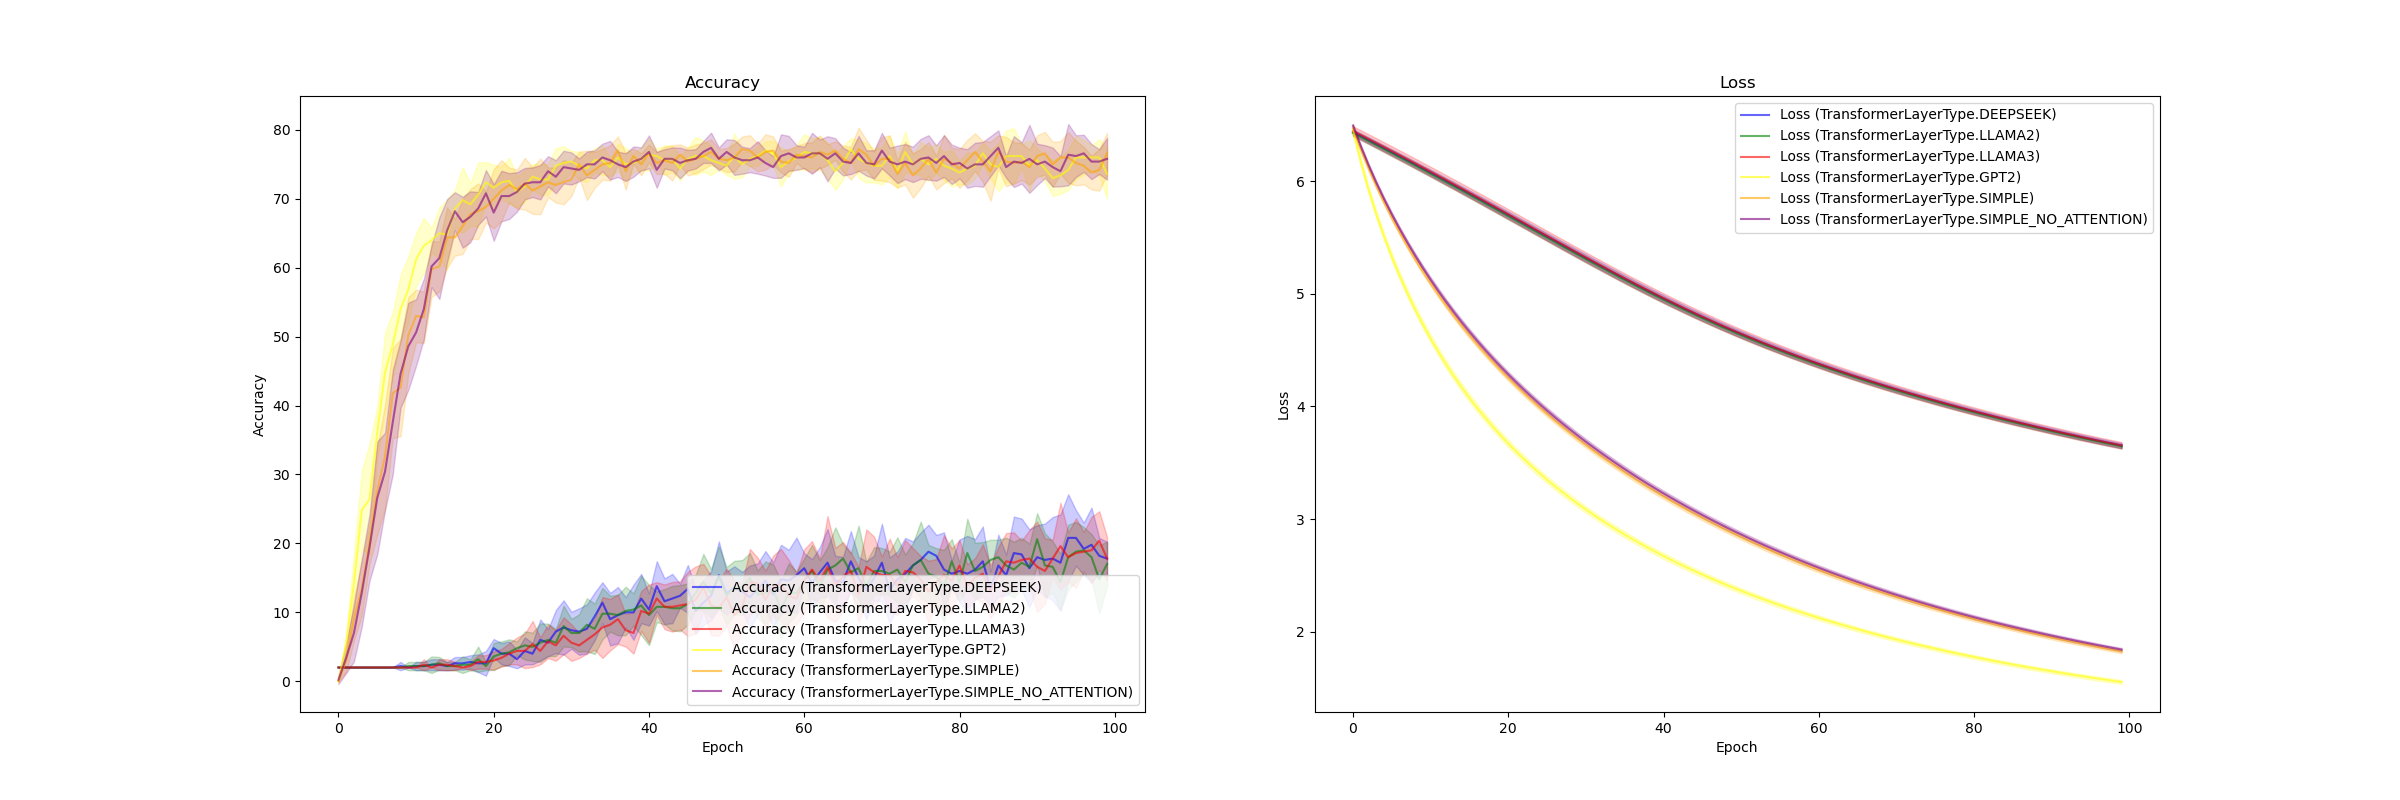 Accuracy
80
70
60
50
40
30
20
10
0
Accuracy
Accuracy (TransformerLayerType.DEEPSEEK)
Accuracy (TransformerLayerType.LLAMA2)
Accuracy (TransformerLayerType.LLAMA3)
Accuracy (TransformerLayerType.GPT2)
Accuracy (TransformerLayerType.SIMPLE)
Accuracy (TransformerLayerType.SIMPLE_NO_ATTENTION)
0 20 40 60 80 100
Epoch
Loss
Loss (TransformerLayerType.DEEPSEEK)
Loss (TransformerLayerType.LLAMA2)
Loss (TransformerLayerType.LLAMA3)
Loss (TransformerLayerType.GPT2)
Loss (TransformerLayerType.SIMPLE)
Loss (TransformerLayerType.SIMPLE_NO_ATTENTION)
6
5
4
3
2
Loss
0 20 40 60 80 100
Epoch